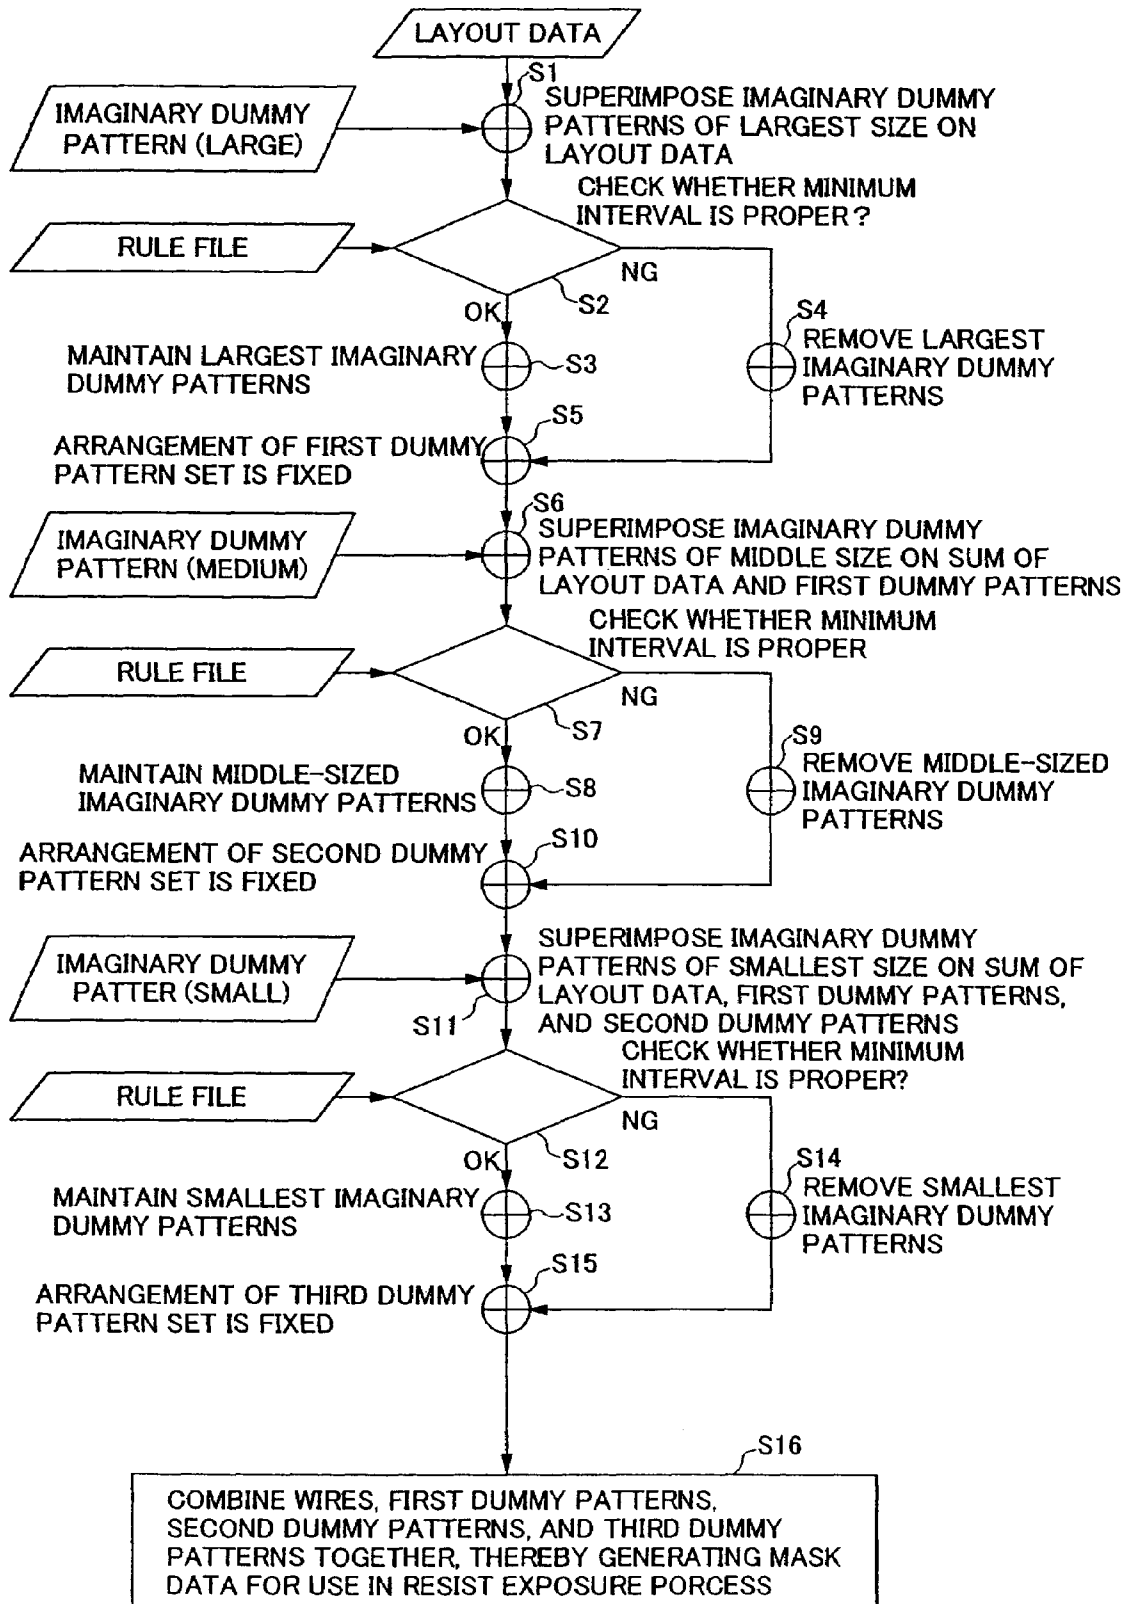 LAYOUT DATA
S1
IMAGINARY DUMMY
PATTERN (LARGE)
SUPERIMPOSE IMAGINARY DUMMY
PATTERNS OF LARGEST SIZE ON
LAYOUT DATA
CHECK WHETHER MINIMUM
INTERVAL IS PROPER?
RULE FILE
NG
S2
OK
S4
REMOVE LARGEST
IMAGINARY DUMMY
PATTERNS
MAINTAIN LARGEST IMAGINARY
DUMMY PATTERNS
S3
S5
ARRANGEMENT OF FIRST DUMMY
PATTERN SET IS FIXED
S6
IMAGINARY DUMMY
PATTERN (MEDIUM)
SUPERIMPOSE IMAGINARY DUMMY
PATTERNS OF MIDDLE SIZE ON SUM OF
LAYOUT DATA AND FIRST DUMMY PATTERNS
CHECK WHETHER MINIMUM
INTERVAL IS PROPER
RULE FILE
NG
S7
OK
S9
REMOVE MIDDLE-SIZED
IMAGINARY DUMMY
PATTERNS
MAINTAIN MIDDLE-SIZED
IMAGINARY DUMMY PATTERNS
S8
S10
ARRANGEMENT OF SECOND DUMMY
PATTERN SET IS FIXED
IMAGINARY DUMMY
PATTER (SMALL)
SUPERIMPOSE IMAGINARY DUMMY
PATTERNS OF SMALLEST SIZE ON SUM OF
LAYOUT DATA, FIRST DUMMY PATTERNS,
AND SECOND DUMMY PATTERNS
S11
CHECK WHETHER MINIMUM
INTERVAL IS PROPER?
RULE FILE
NG
S12
OK
S14
REMOVE SMALLEST
IMAGINARY DUMMY
PATTERNS
MAINTAIN SMALLEST IMAGINARY
DUMMY PATTERNS
S13
S15
ARRANGEMENT OF THIRD DUMMY
PATTERN SET IS FIXED
S16
COMBINE WIRES, FIRST DUMMY PATTERNS,
SECOND DUMMY PATTERNS, AND THIRD DUMMY
PATTERNS TOGETHER, THEREBY GENERATING MASK
DATA FOR USE IN RESIST EXPOSURE PORCESS